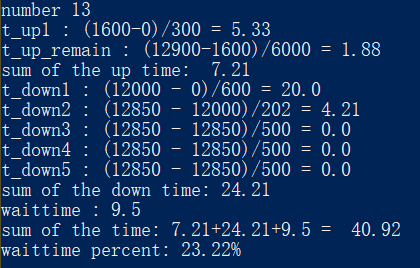 number 13
t_up1 : (1600-0)/300 = 5.33
t_up_remain : (12900-1600)/6000 = 1.88
sum of the up time:  7.21
t_down1 : (12000 - 0)/600 = 20.0
t_down2 : (12850 - 12000)/202 = 4.21
t_down3 : (12850 - 12850)/500 = 0.0
t_down4 : (12850 - 12850)/500 = 0.0
t_down5 : (12850 - 12850)/500 = 0.0
sum of the down time: 24.21
waittime : 9.5
sum of the time: 7.21+24.21+9.5 =  40.92
waittime percent: 23.22%